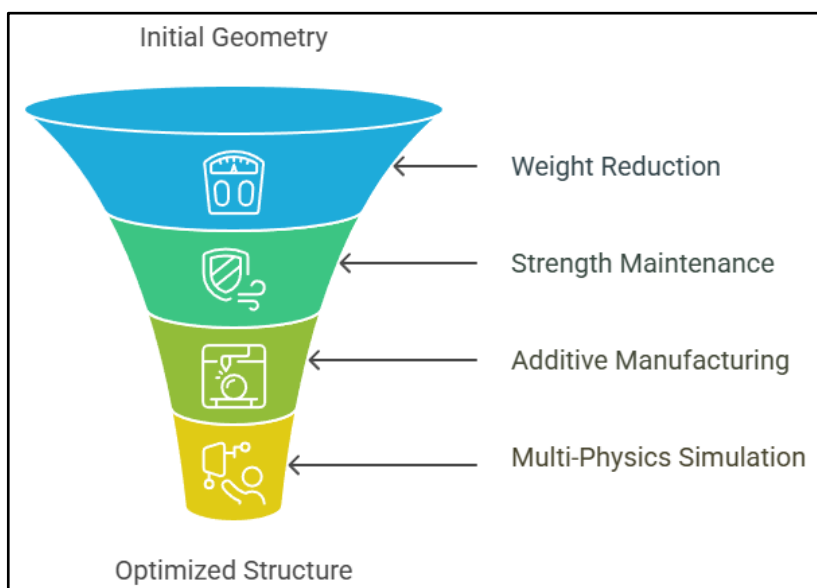 Initial Geometry
Weight Reduction
Strength Maintenance
Additive Manufacturing
Multi-Physics Simulation
Optimized Structure